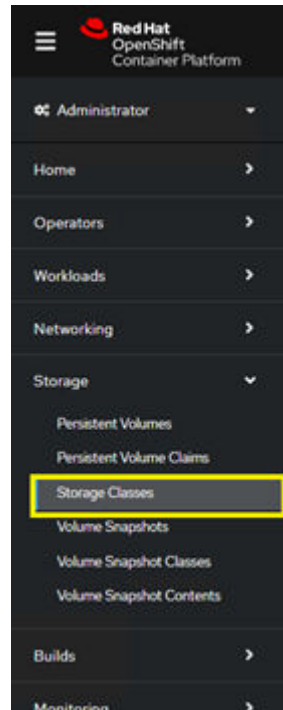 Red Hat
OpenShift
Container Platform
Administrator
Home
Operators
Workloads
Networking
Storage
Persistent Volumes
Persistent Volume Claims
Storage Classes
Volume Snapshots
Volume Snapshot Classes
Volume Snapshot Contents
Builds
Monitoring